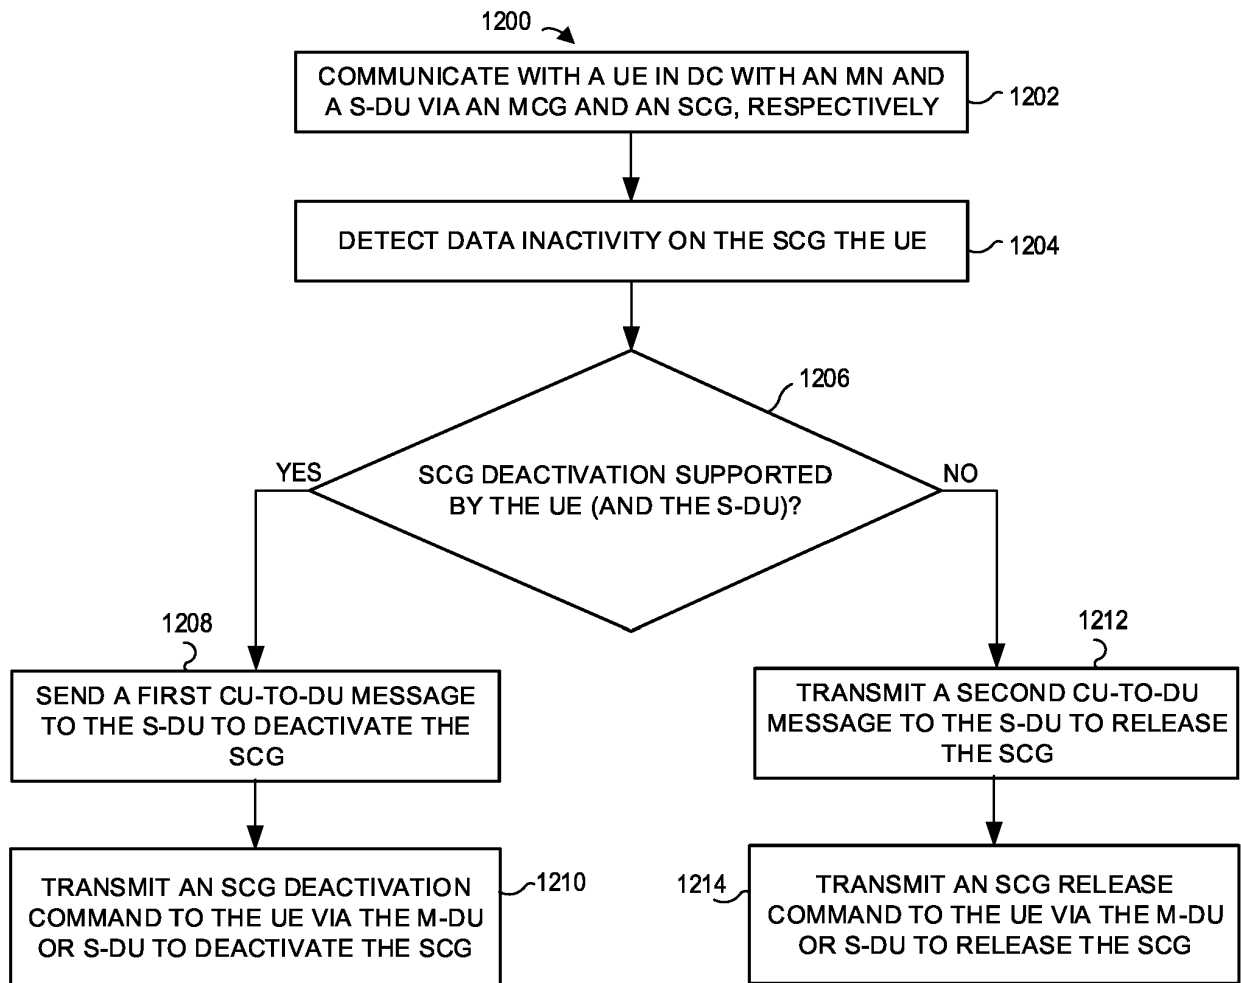 1200
COMMUNICATE WITH A UE IN DC WITH AN MN AND
A S-DU VIA AN MCG AND AN SCG, RESPECTIVELY
1202
DETECT DATA INACTIVITY ON THE SCG THE UE
1204
1206
SCG DEACTIVATION SUPPORTED
BY THE UE (AND THE S-DU)?
YES
NO
1208
SEND A FIRST CU-TO-DU MESSAGE
TO THE S-DU TO DEACTIVATE THE
SCG
1212
TRANSMIT A SECOND CU-TO-DU
MESSAGE TO THE S-DU TO RELEASE
THE SCG
TRANSMIT AN SCG DEACTIVATION
COMMAND TO THE UE VIA THE M-DU
OR S-DU TO DEACTIVATE THE SCG
1210
1214
TRANSMIT AN SCG RELEASE
COMMAND TO THE UE VIA THE M-DU
OR S-DU TO RELEASE THE SCG